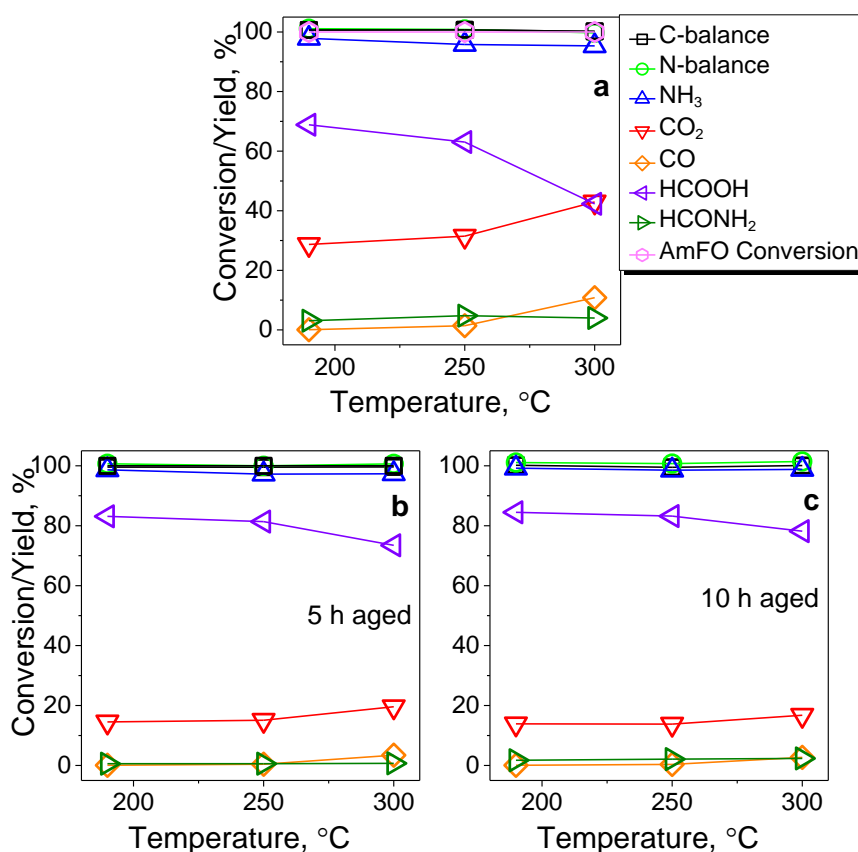 100
80
60
40
20
0
Conversion/Yield, %
a
200
250
300
Temperature, °C
C-balance
N-balance
NH₃
CO₂
CO
HCOOH
HCONH₂
AmFO Conversion
100
80
60
40
20
0
Conversion/Yield, %
b
5 h aged
200
250
300
Temperature, °C
100
80
60
40
20
0
c
10 h aged
200
250
300
Temperature, °C